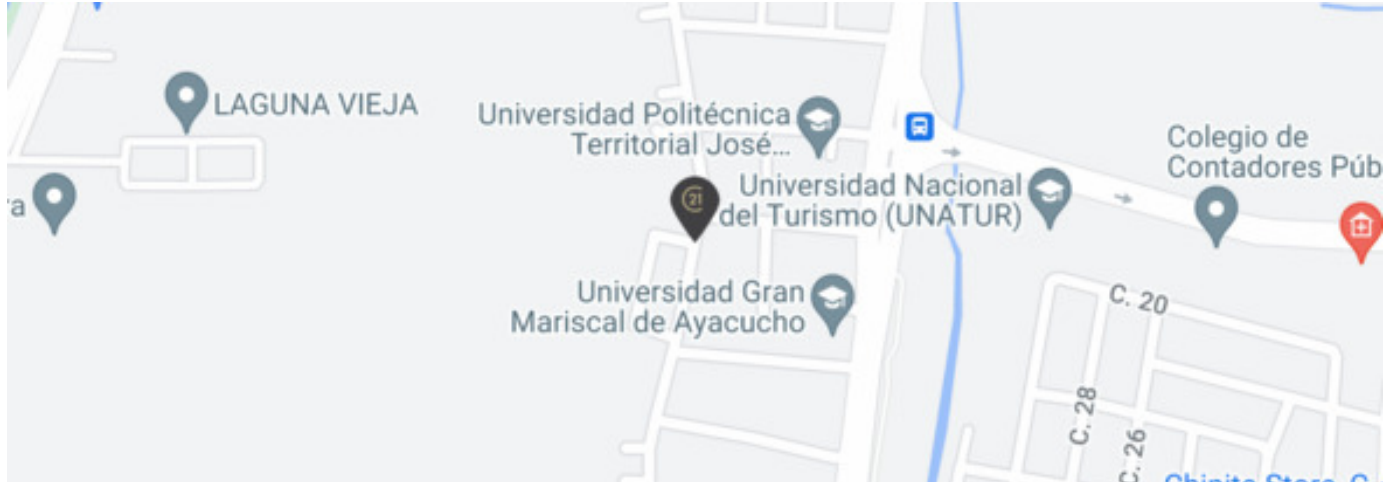 LAGUNA VIEJA
Universidad Politécnica
Territorial José...
Colegio de
Contadores Púb
a
21
Universidad Nacional
del Turismo (UNATUR)
Universidad Gran
Mariscal de Ayacucho
C. 20
C. 28
C. 26